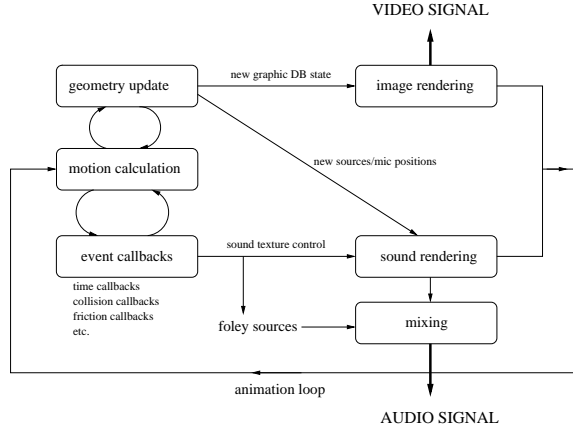 VIDEO SIGNAL
geometry update
new graphic DB state
image rendering
new sources/mic positions
motion calculation
event callbacks
sound texture control
sound rendering
time callbacks
collision callbacks
friction callbacks
etc.
foley sources
mixing
animation loop
AUDIO SIGNAL